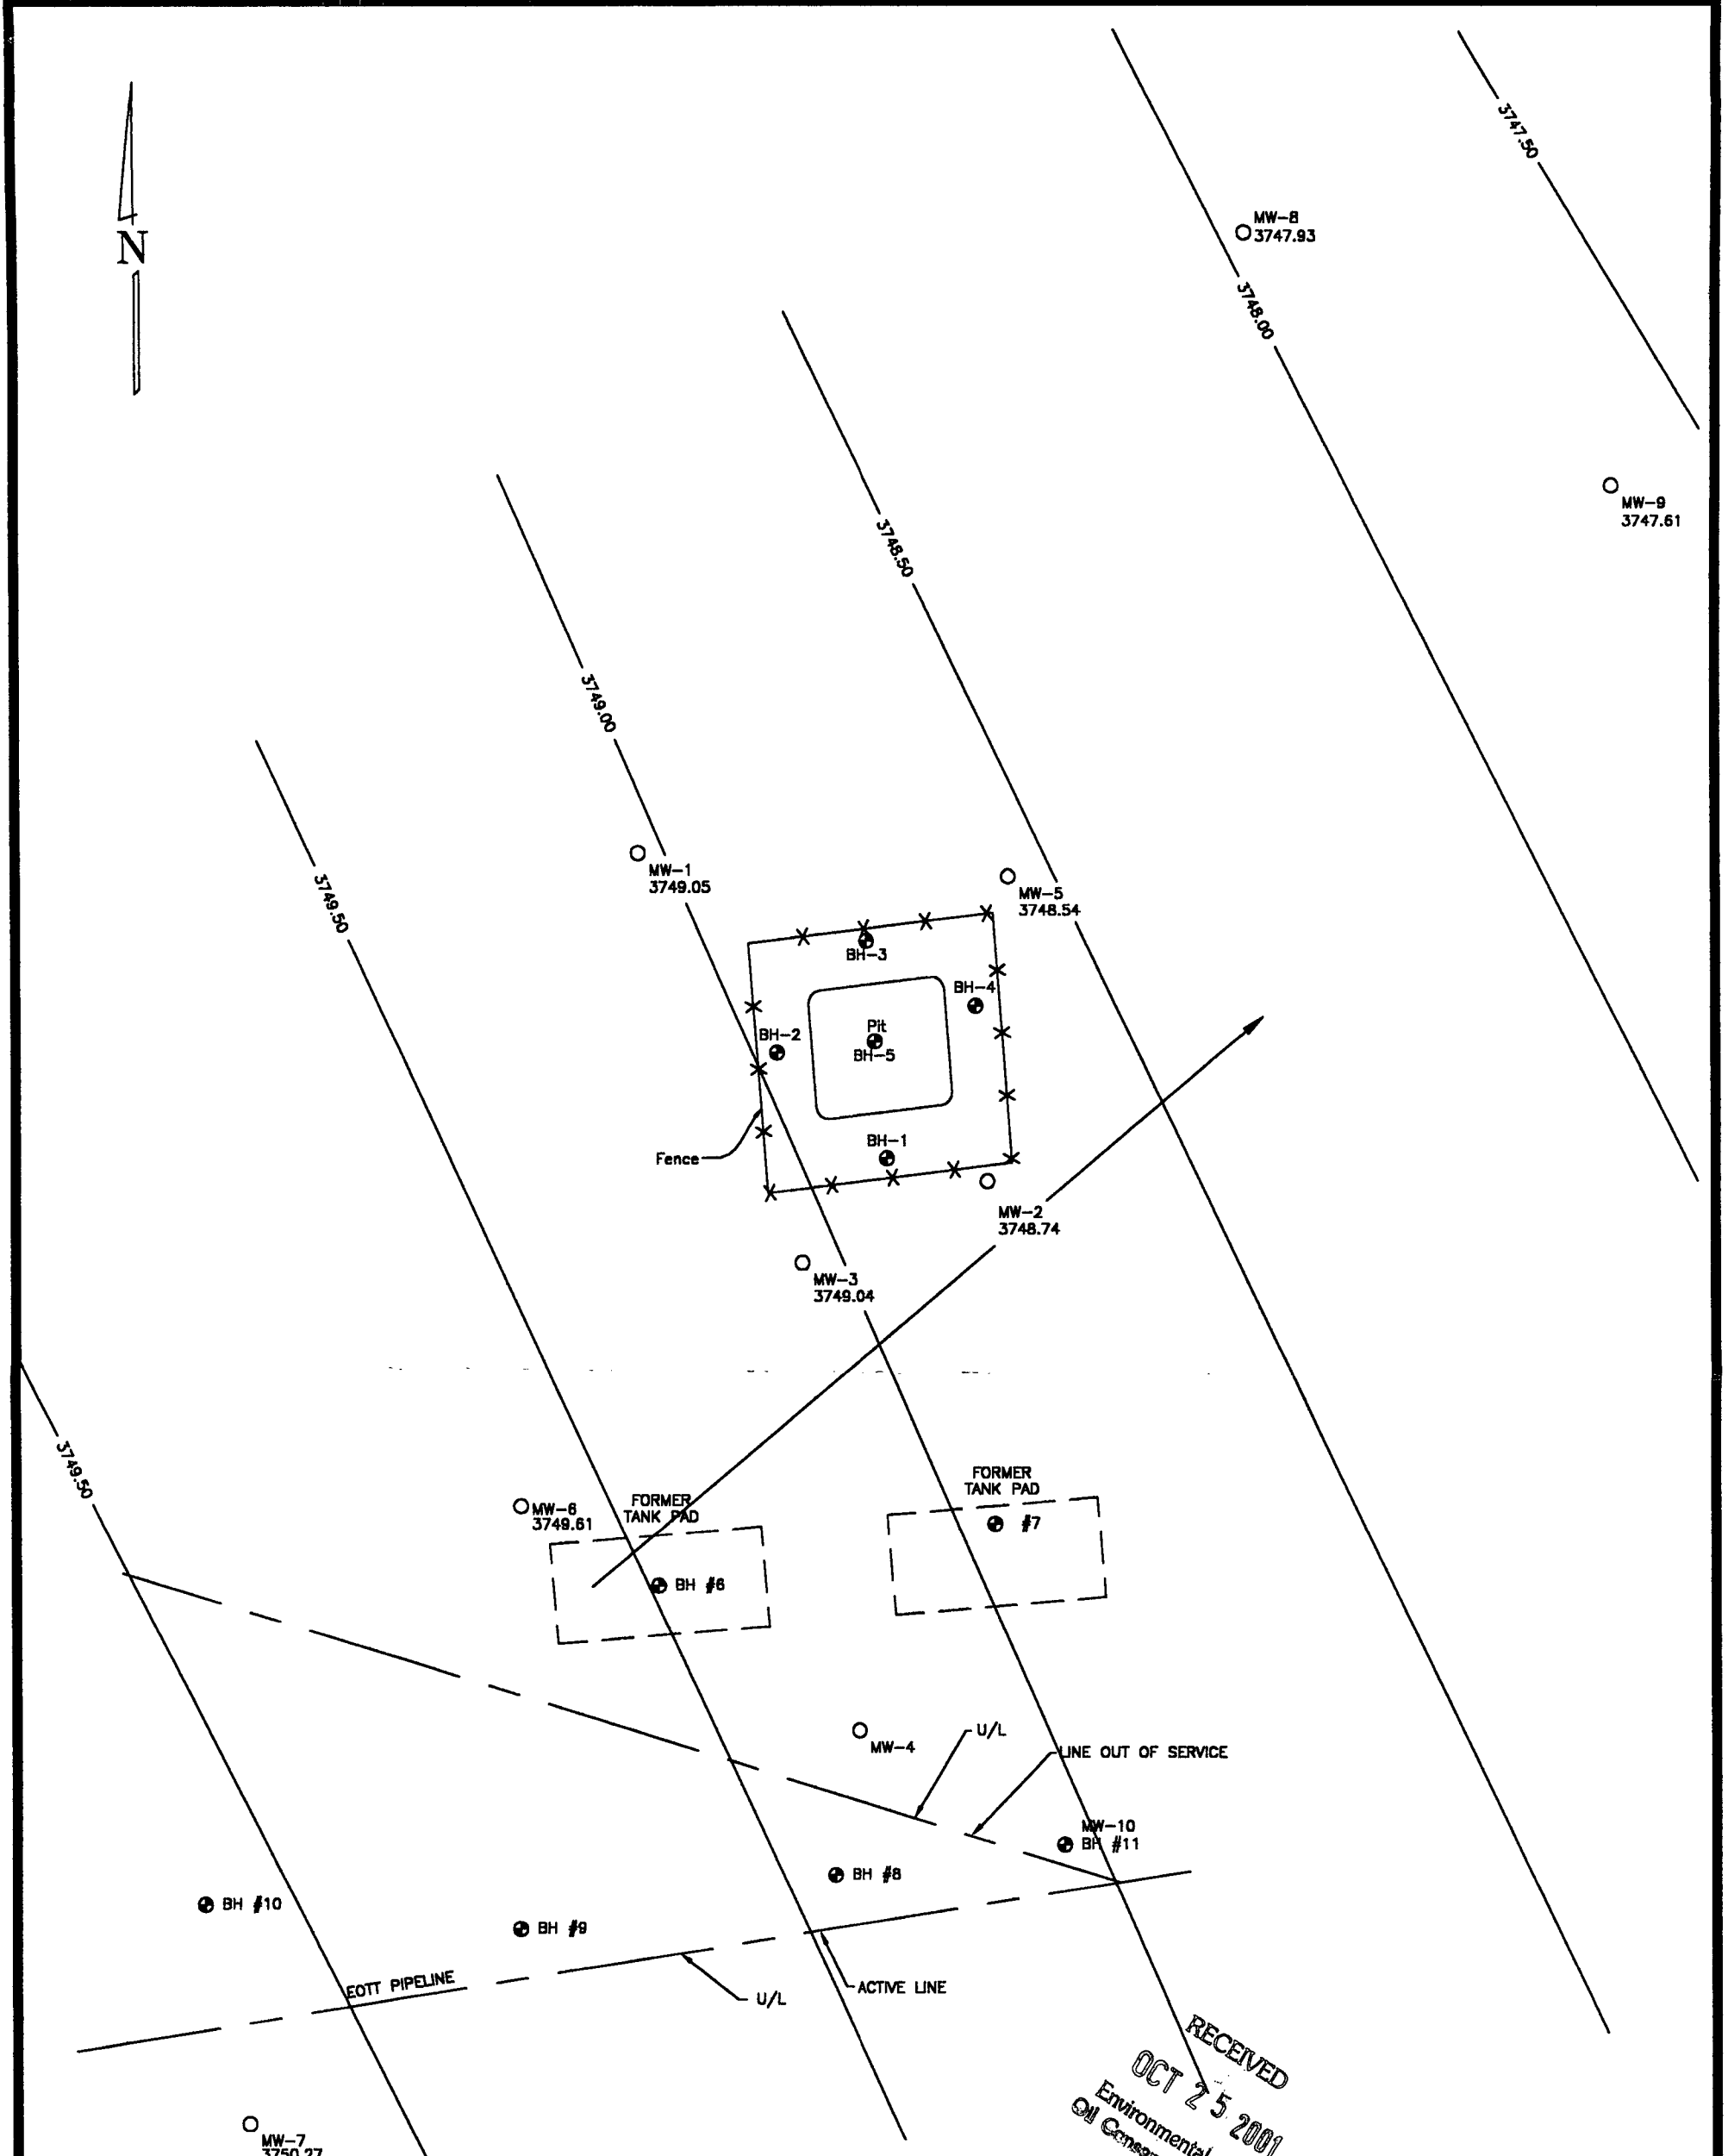 N
3747.50
MW-8
3747.93
3748.00
MW-9
3747.61
3748.50
3749.00
MW-1
3749.05
3749.50
MW-5
3748.54
BH-3
BH-4
BH-2
Pit
BH-5
Fence
BH-1
MW-2
3748.74
MW-3
3749.04
3749.50
FORMER
TANK PAD
#7
MW-6
3749.61
FORMER
TANK PAD
BH #6
MW-4
U/L
LINE OUT OF SERVICE
MW-10
BH #11
BH #8
BH #10
BH #9
EOTT PIPELINE
U/L
ACTIVE LINE
RECEIVED
OCT 25 2001
Environmental
Oil
MW-7
3750.27